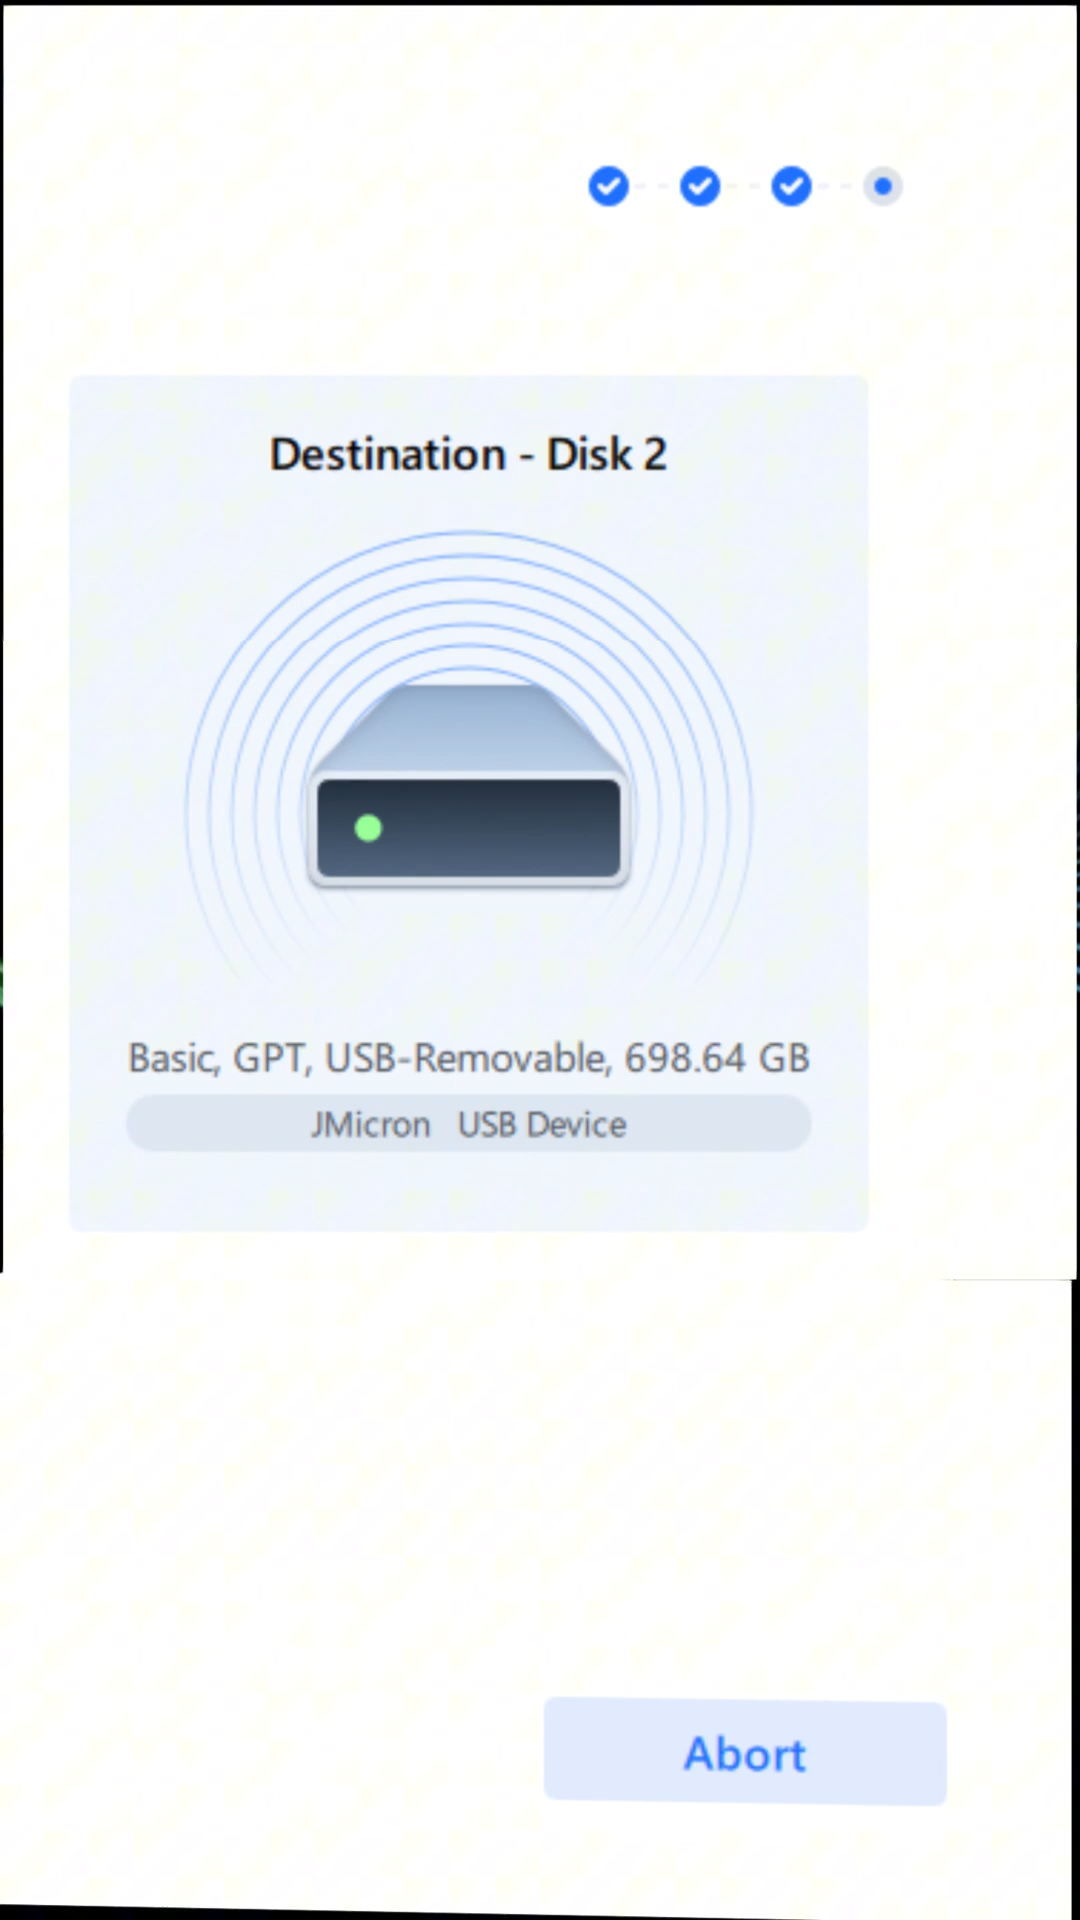 Destination - Disk 2
Basic, GPT, USB-Removable, 698.64 GB
JMicron USB Device
Abort